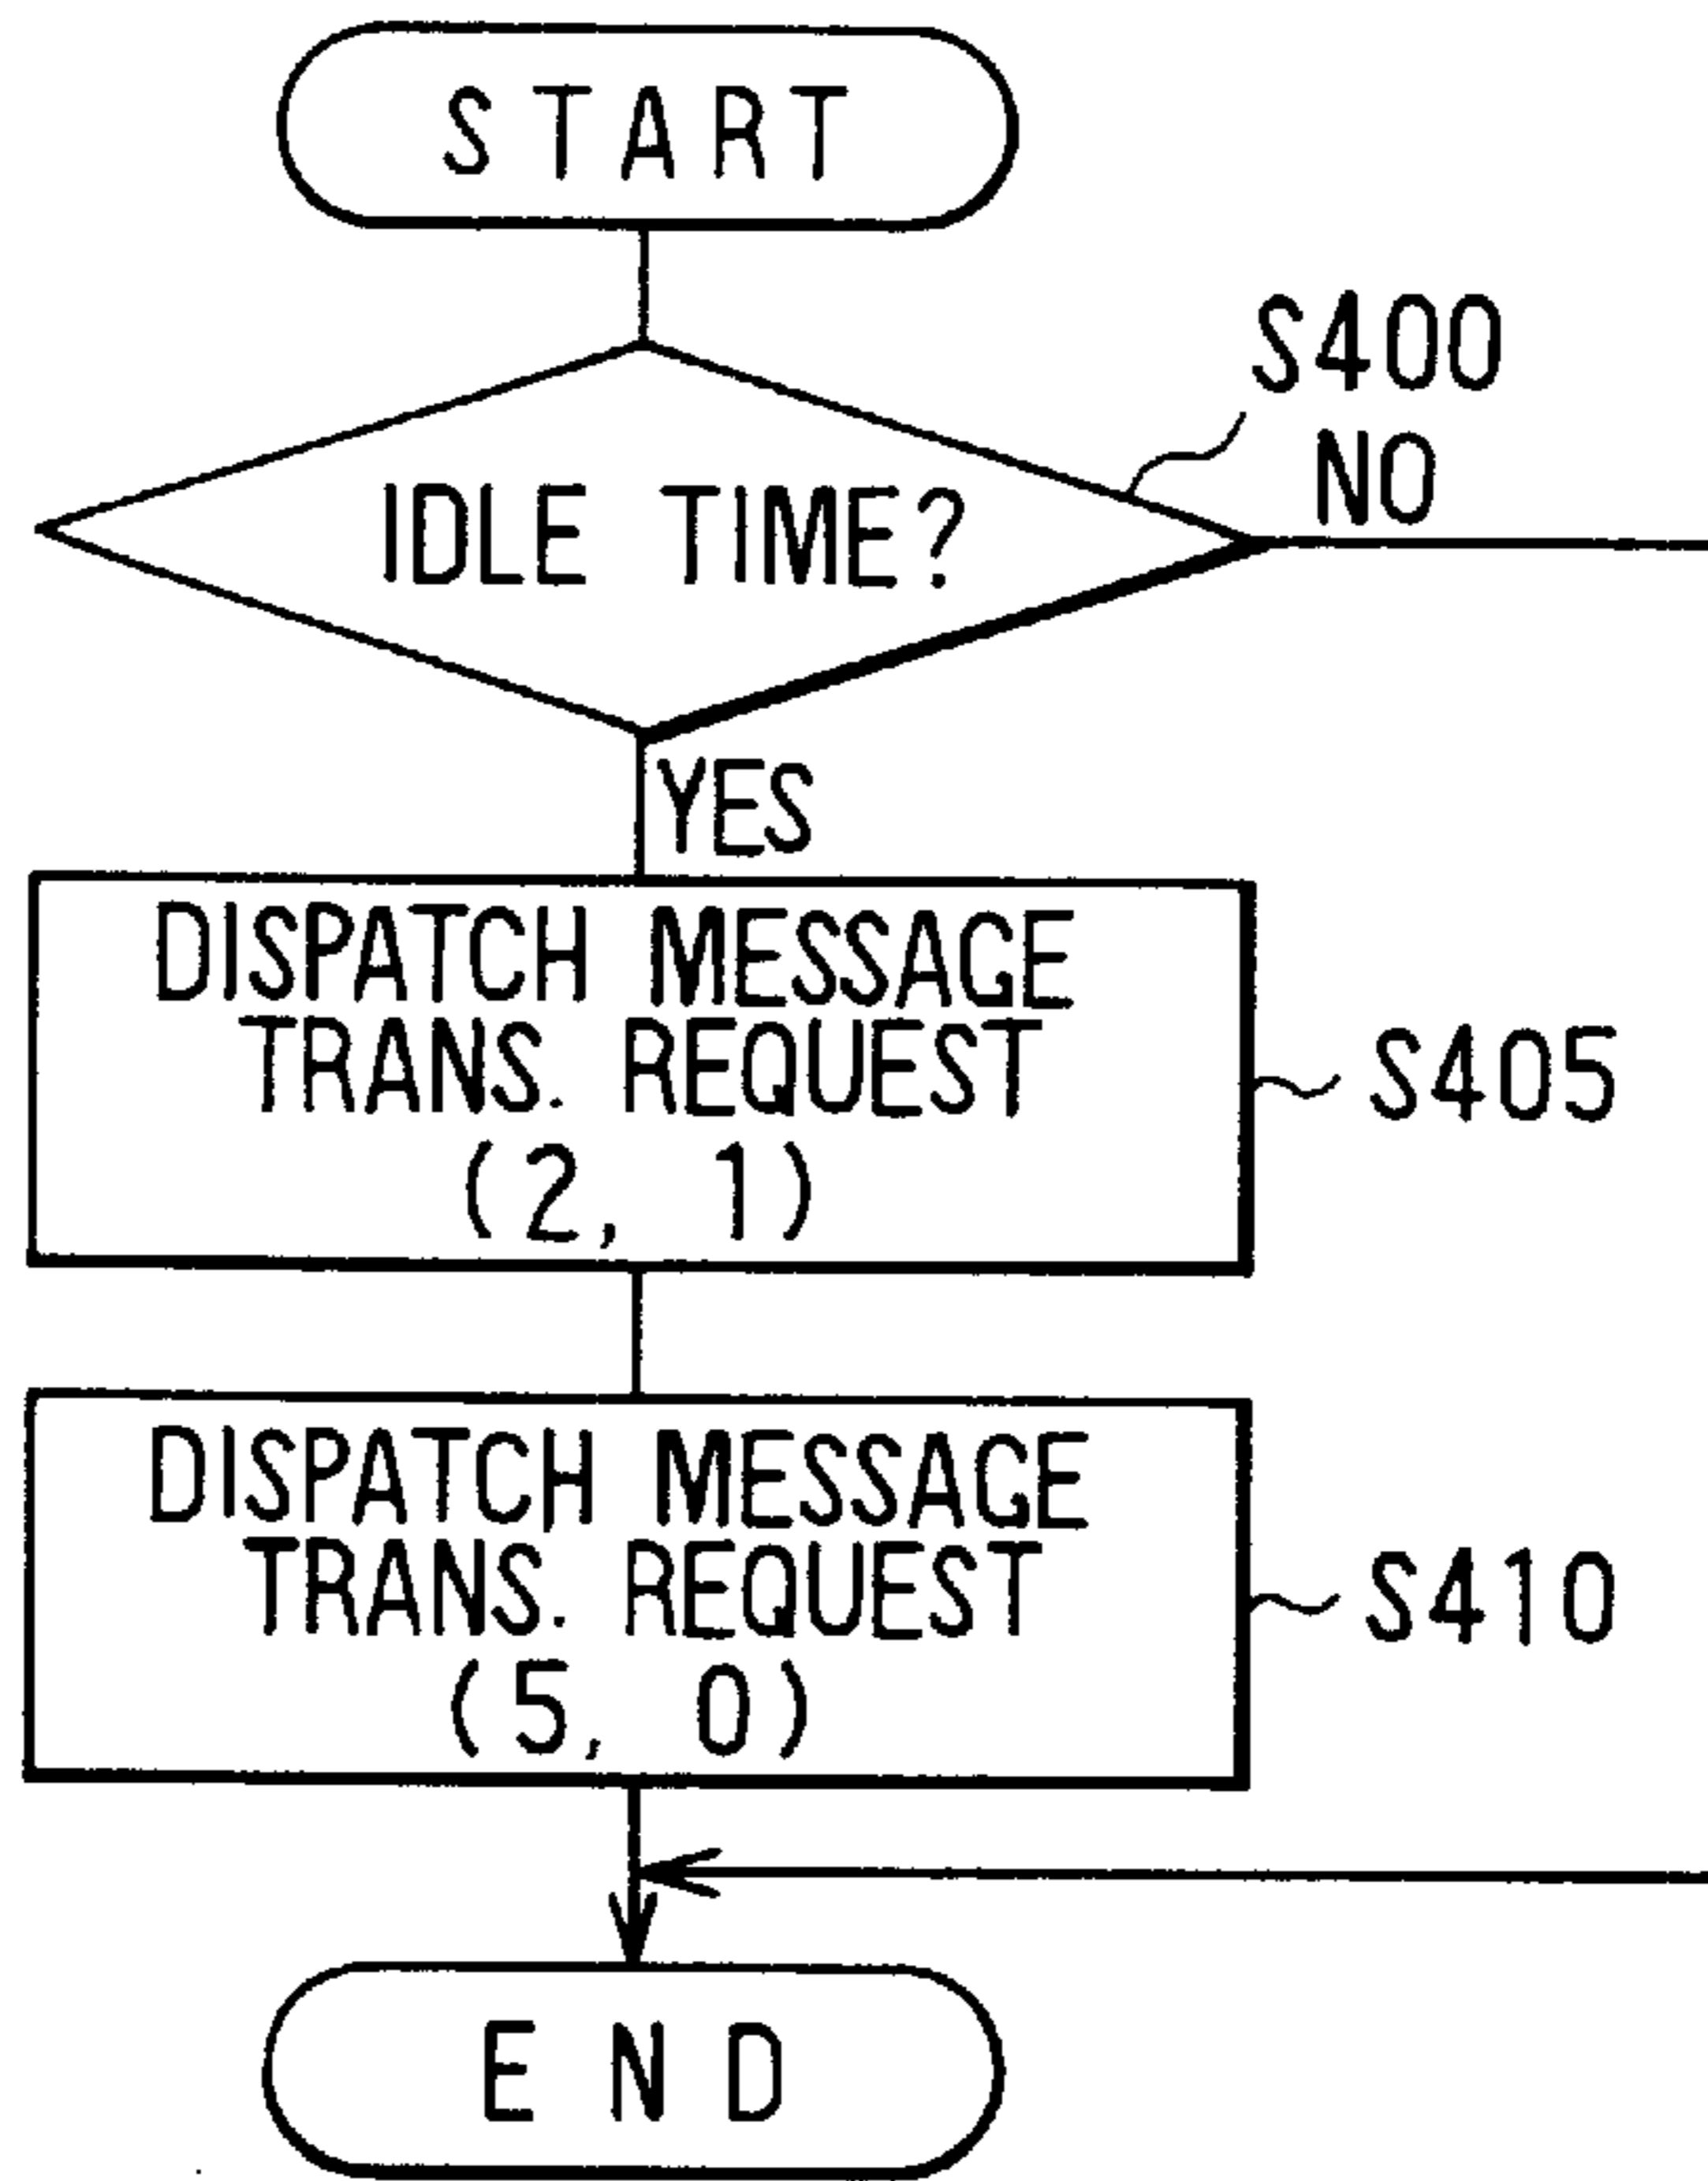 START
S400
NO
IDLE TIME?
YES
DISPATCH MESSAGE
TRANS. REQUEST
(2, 1)
S405
DISPATCH MESSAGE
TRANS. REQUEST
(5, 0)
S410
END